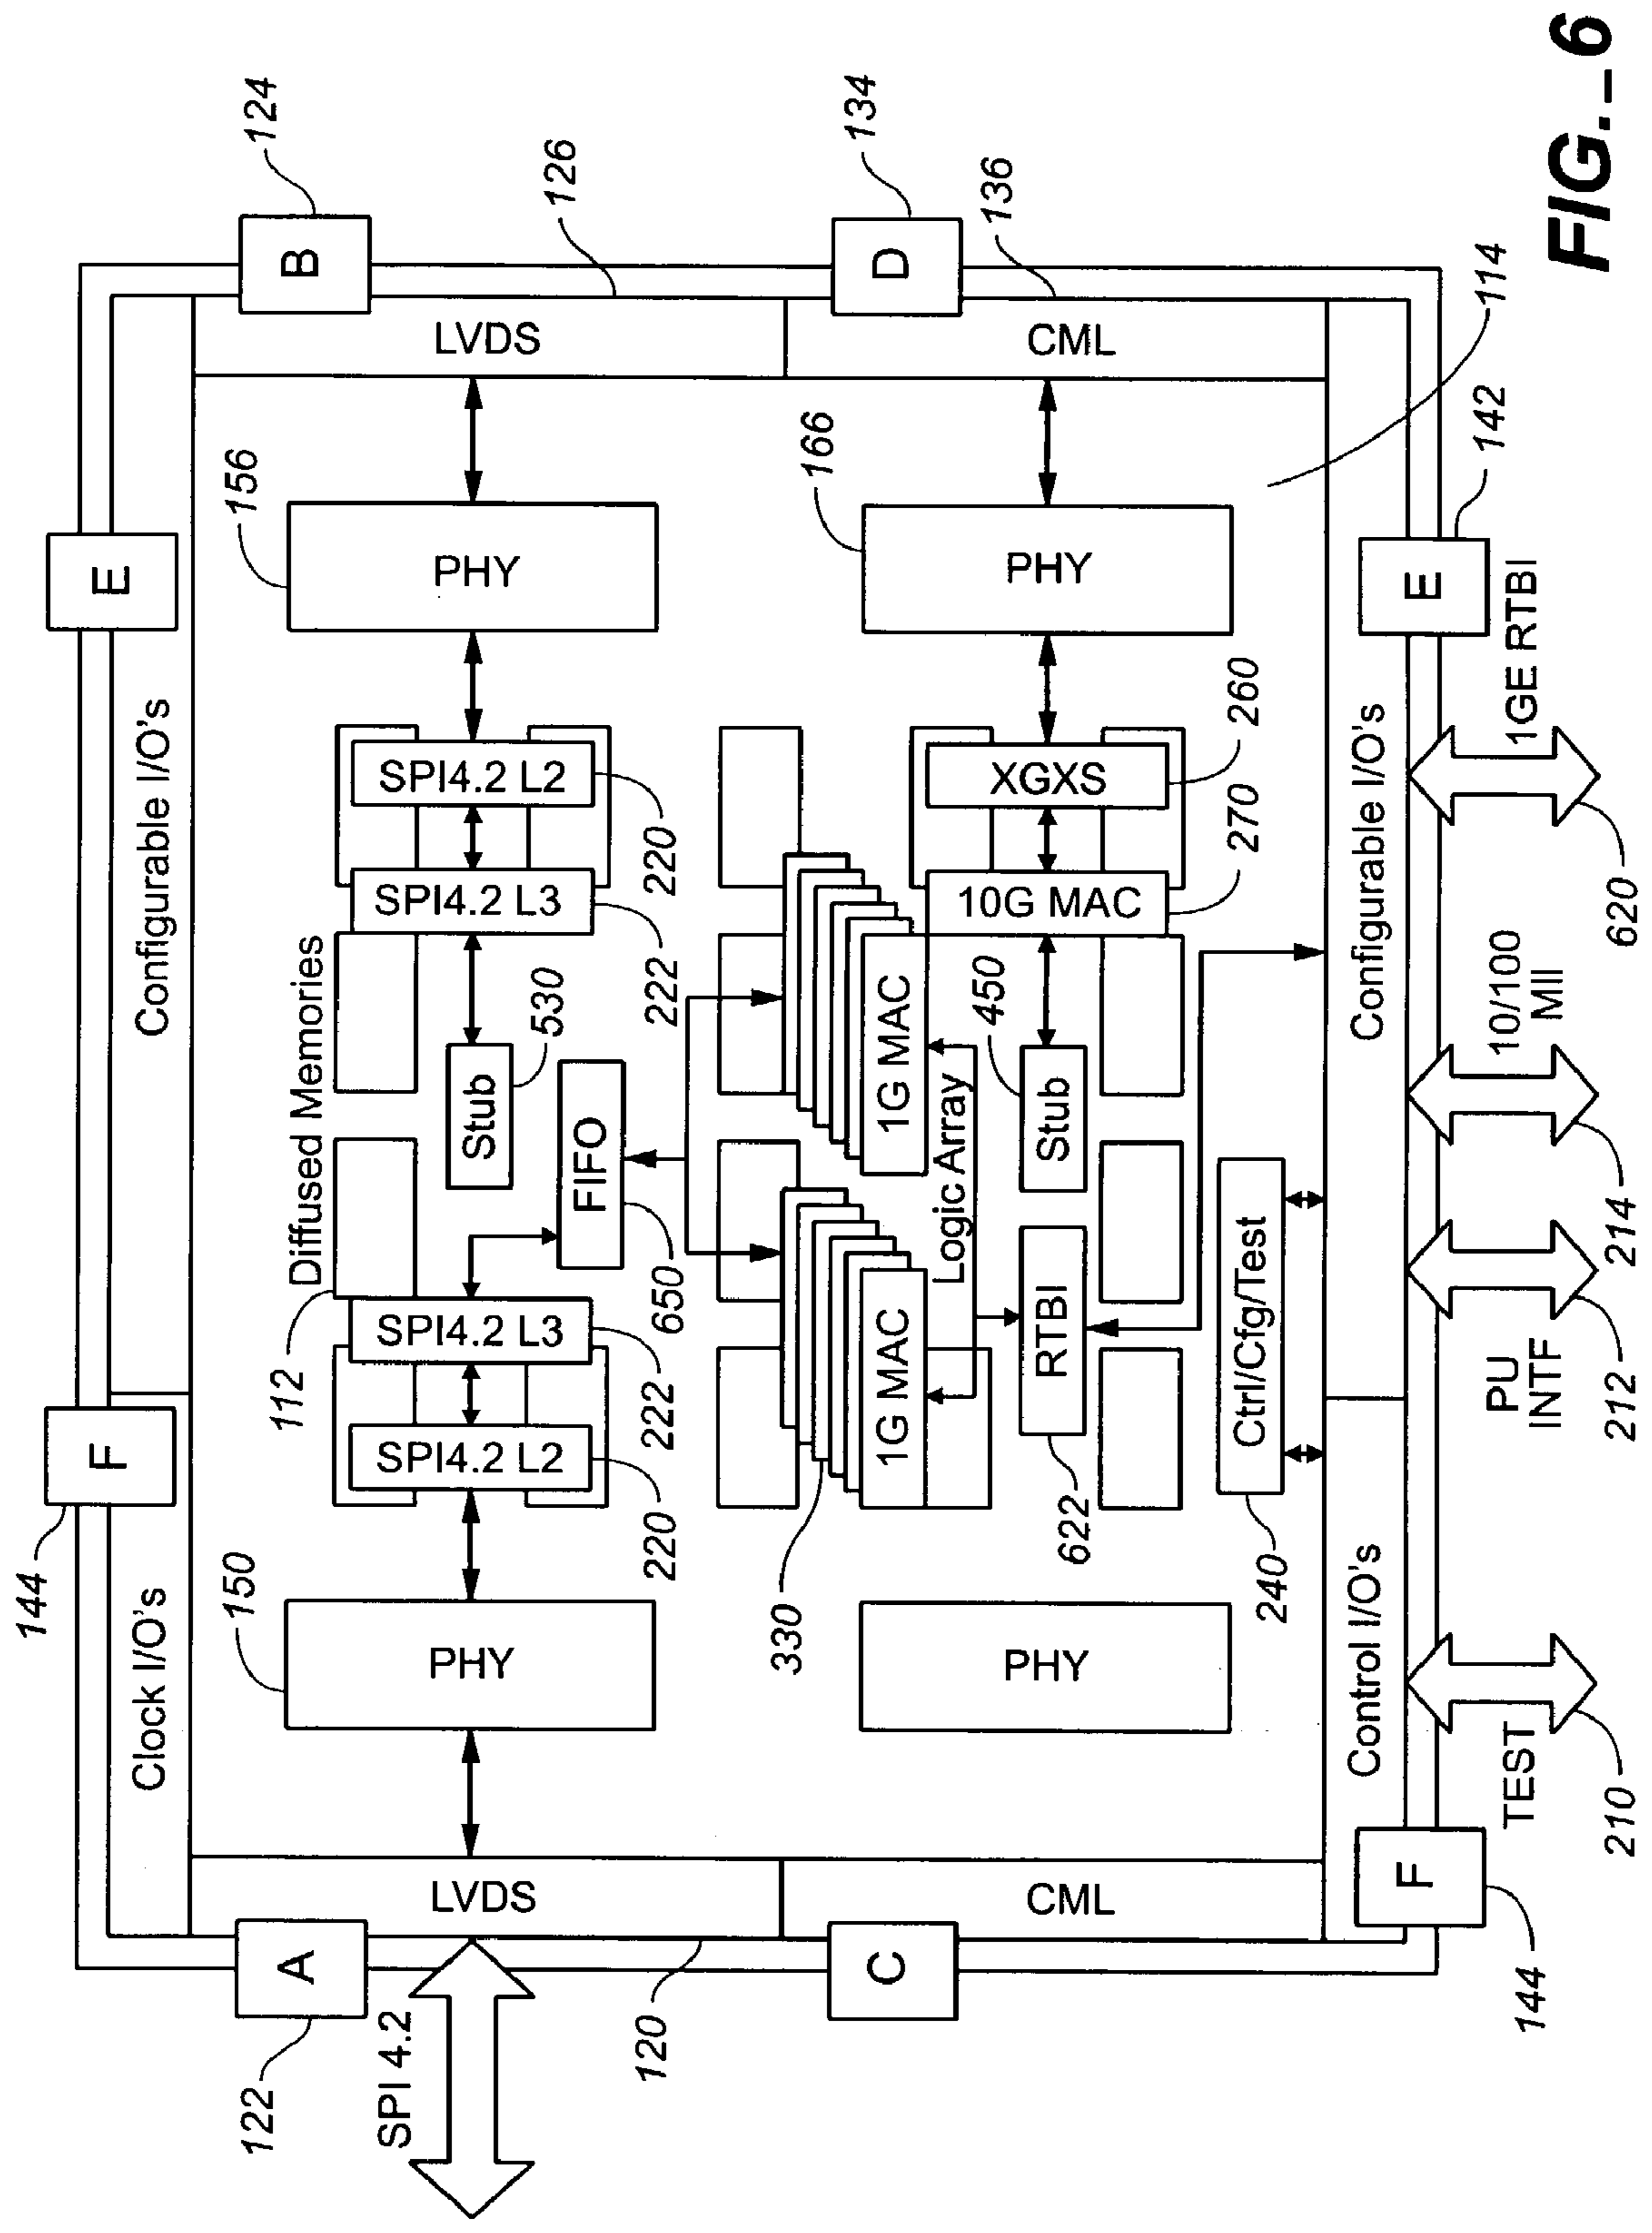 144
F
E
Clock I/O's
Configurable I/O's
122
A
B
124
SPI 4.2
LVDS
150
PHY
112
Diffused Memories
SPI4.2 L2
SPI4.2 L3
220
222
Stub
530
FIFO
650
SPI4.2 L3
SPI4.2 L2
222
220
156
PHY
LVDS
126
120
330
1G MAC
1G MAC
Logic Array
C
CML
PHY
RTBI
622
Stub
450
10G MAC
XGXS
270
260
166
PHY
CML
D
134
136
240
Ctrl/Cfg/Test
114
Control I/O's
Configurable I/O's
F
144
E
142
TEST
210
PU
INTF
212
10/100
MII
214
1GE RTBI
620
FIG._6